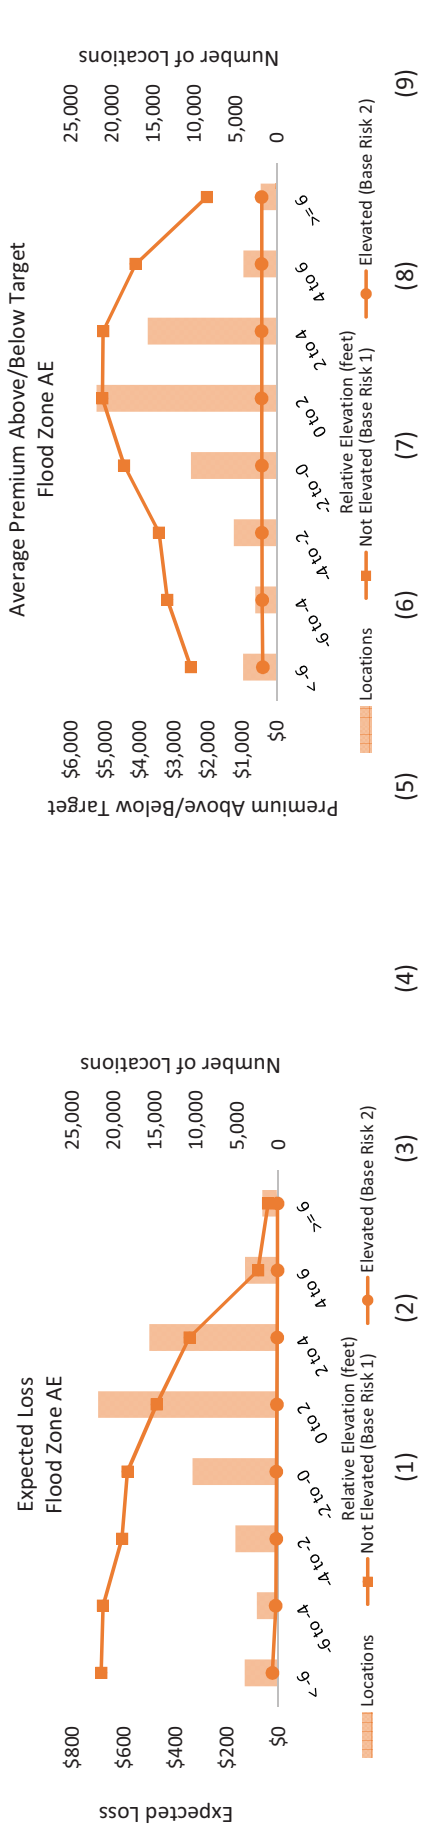 Expected Loss
Flood Zone AE
Expected Loss
$800
$600
$400
$200
$0
Number of Locations
25,000
20,000
15,000
10,000
5,000
0
<-6
-6 to -4
-4 to -2
-2 to -0
0 to 2
2 to 4
4 to 6
>=6
Relative Elevation (feet)
Locations
Not Elevated (Base Risk 1)
Elevated (Base Risk 2)
Average Premium Above/Below Target
Flood Zone AE
Premium Above/Below Target
$6,000
$5,000
$4,000
$3,000
$2,000
$1,000
$0
Number of Locations
25,000
20,000
15,000
10,000
5,000
0
<-6
-6 to -4
-4 to -2
-2 to -0
0 to 2
2 to 4
4 to 6
>=6
Relative Elevation (feet)
Locations
Not Elevated (Base Risk 1)
Elevated (Base Risk 2)
(1) (2) (3) (4) (5) (6) (7) (8) (9)